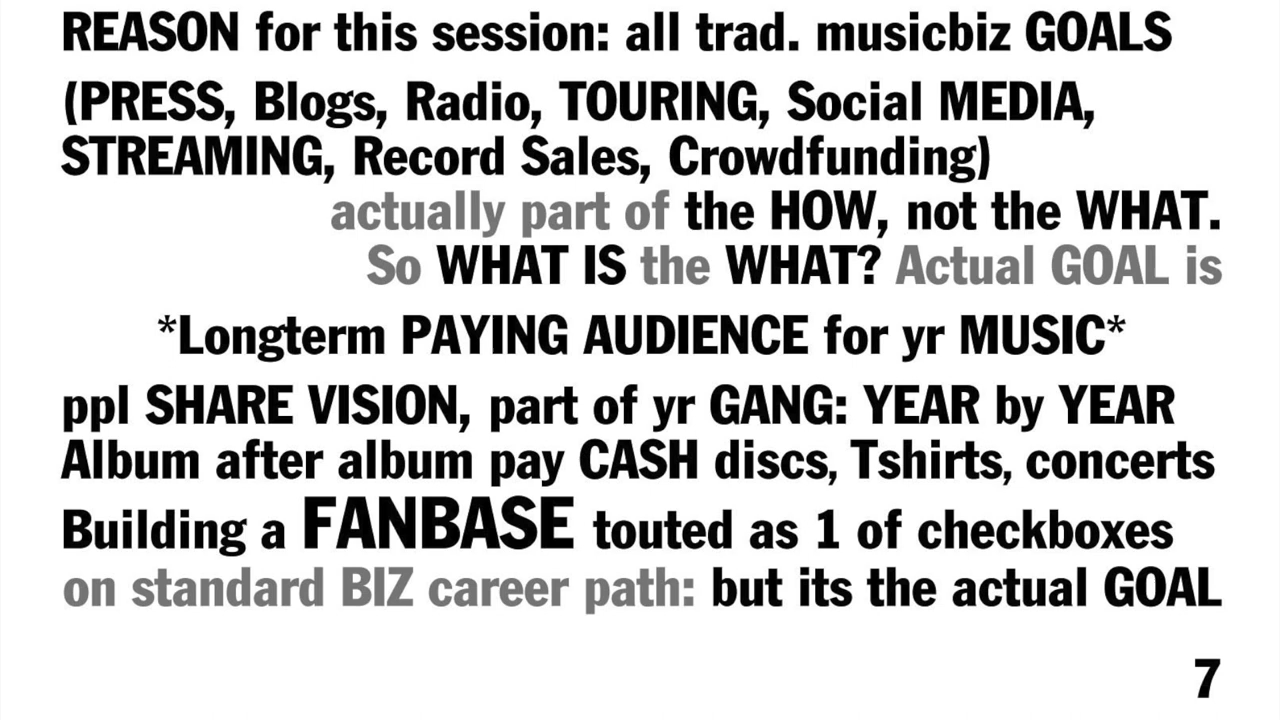 REASON for this session: all trad. musicbiz GOALS
(PRESS, Blogs, Radio, TOURING, Social MEDIA,
STREAMING, Record Sales, Crowdfunding)
actually part of the HOW, not the WHAT.
So WHAT IS the WHAT? Actual GOAL is
*Longterm PAYING AUDIENCE for yr MUSIC*
ppl SHARE VISION, part of yr GANG: YEAR by YEAR
Album after album pay CASH discs, Tshirts, concerts
Building a FANBASE touted as 1 of checkboxes
on standard BIZ career path: but its the actual GOAL
7